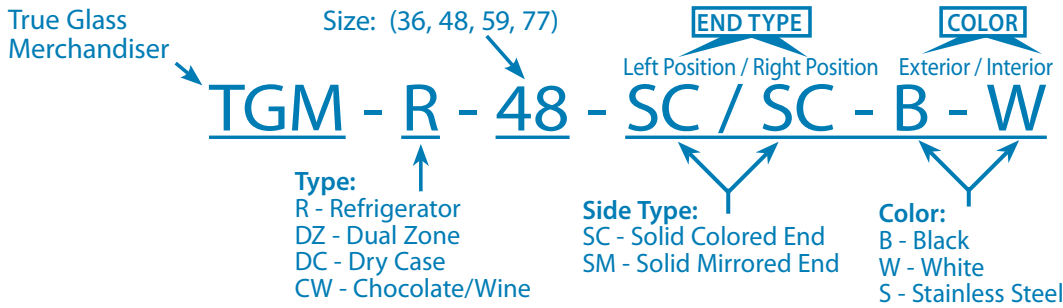 True Glass
Merchandiser
Size: (36, 48, 59, 77)
END TYPE
COLOR
Left Position / Right Position
Exterior / Interior
TGM - R - 48 - SC / SC - B - W
Type:
R - Refrigerator
DZ - Dual Zone
DC - Dry Case
CW - Chocolate/Wine
Side Type:
SC - Solid Colored End
SM - Solid Mirrored End
Color:
B - Black
W - White
S - Stainless Steel